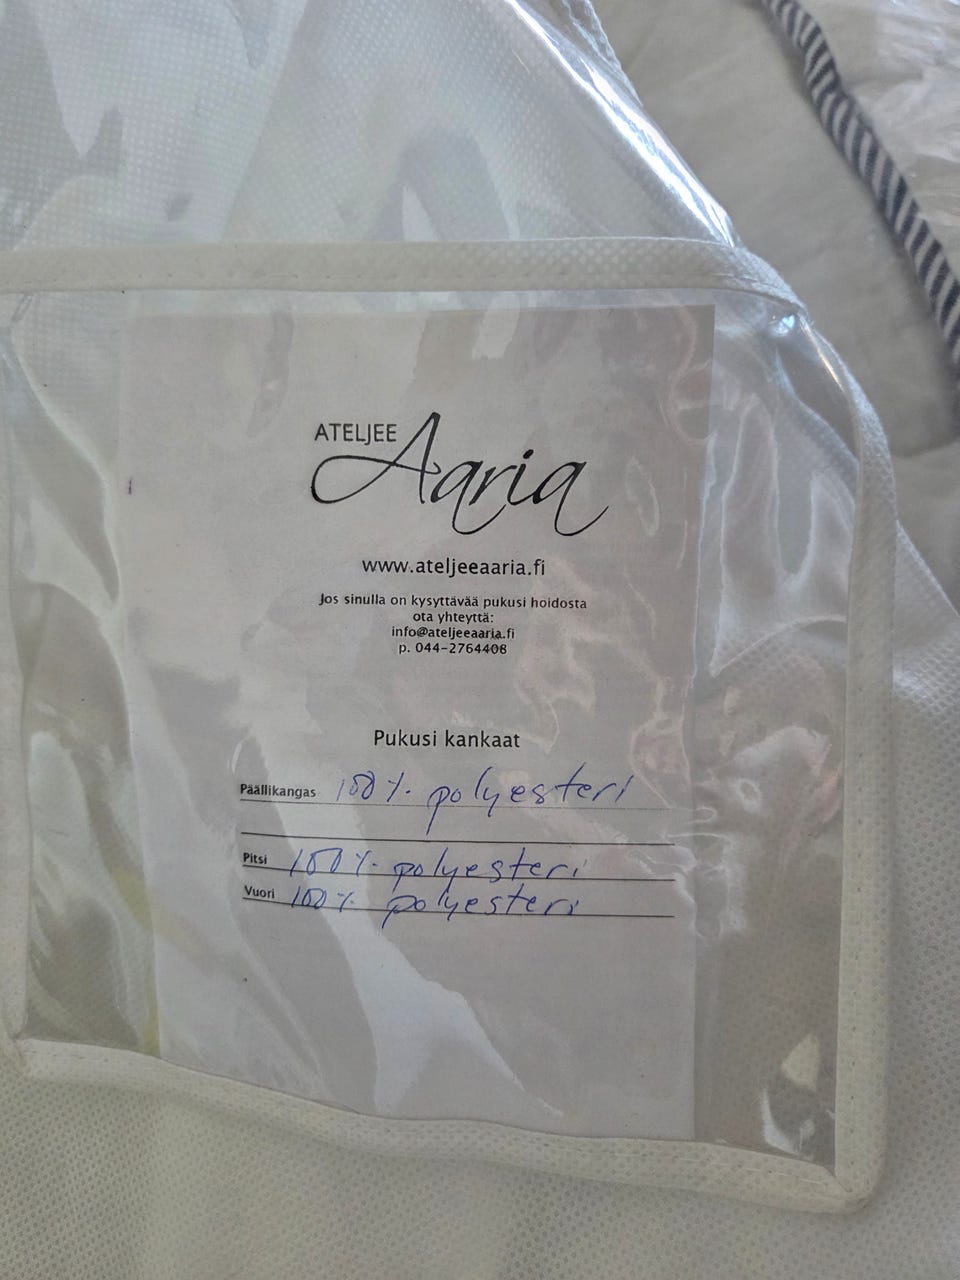 ATELJEE
Aaria
www.ateljeeaaria.fi
Jos sinulla on kysyttävää pukusi hoidosta
ota yhteyttä:
info@ateljeeaaria.fi
p. 044-2764408
Pukusi kankaat
Päällikangas 100 %. polyesteri
Pitsi 100 %. polyesteri
Vuori 100 %. polyesteri